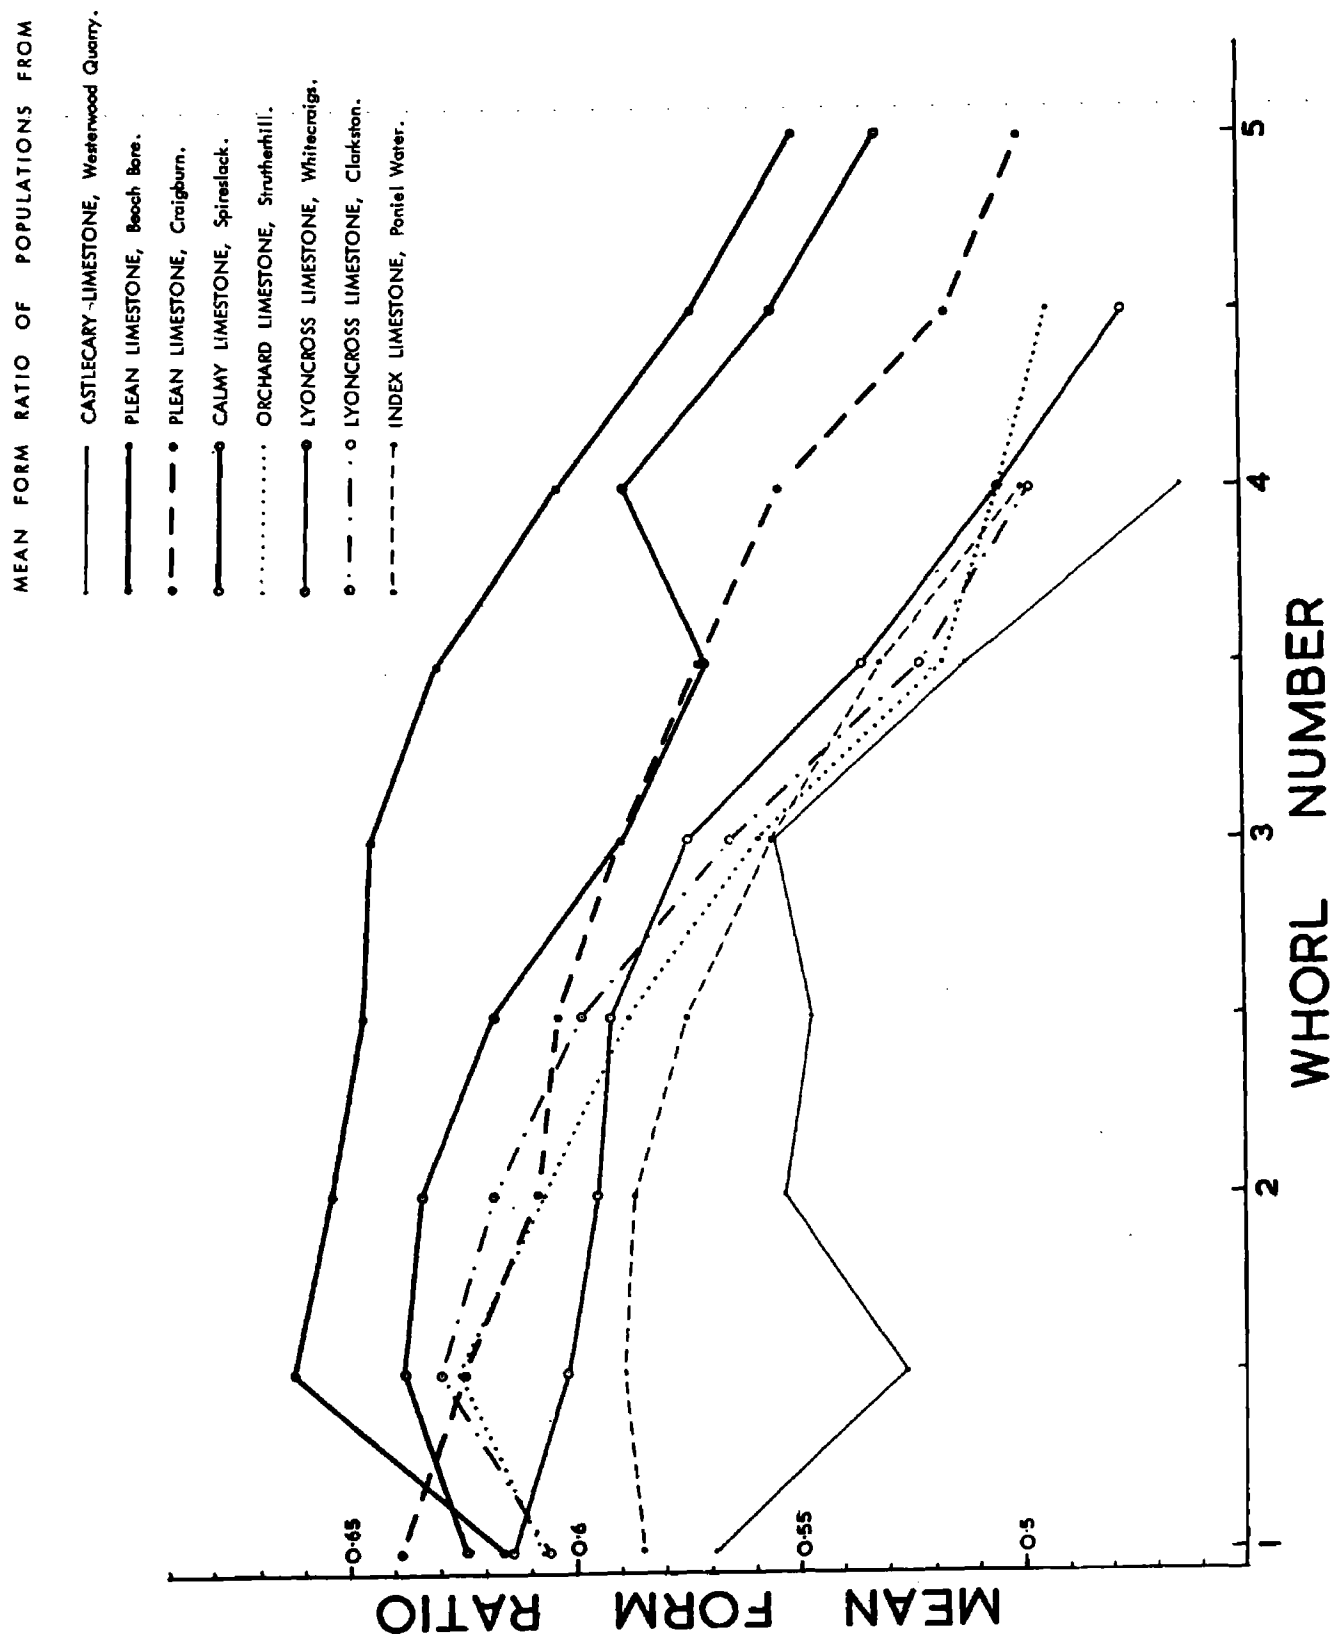 MEAN FORM RATIO OF POPULATIONS FROM
CASTLECARY LIMESTONE, Westerwood Quarry.
PLEAN LIMESTONE, Beach Bore.
PLEAN LIMESTONE, Craigburn.
CALMY LIMESTONE, Spireslack.
ORCHARD LIMESTONE, Strutherhill.
LYONCROSS LIMESTONE, Whitecraigs.
LYONCROSS LIMESTONE, Clarkston.
INDEX LIMESTONE, Poniel Water.
MEAN FORM RATIO
0·65
0·6
0·55
0·5
1
2
3
4
5
WHORL NUMBER